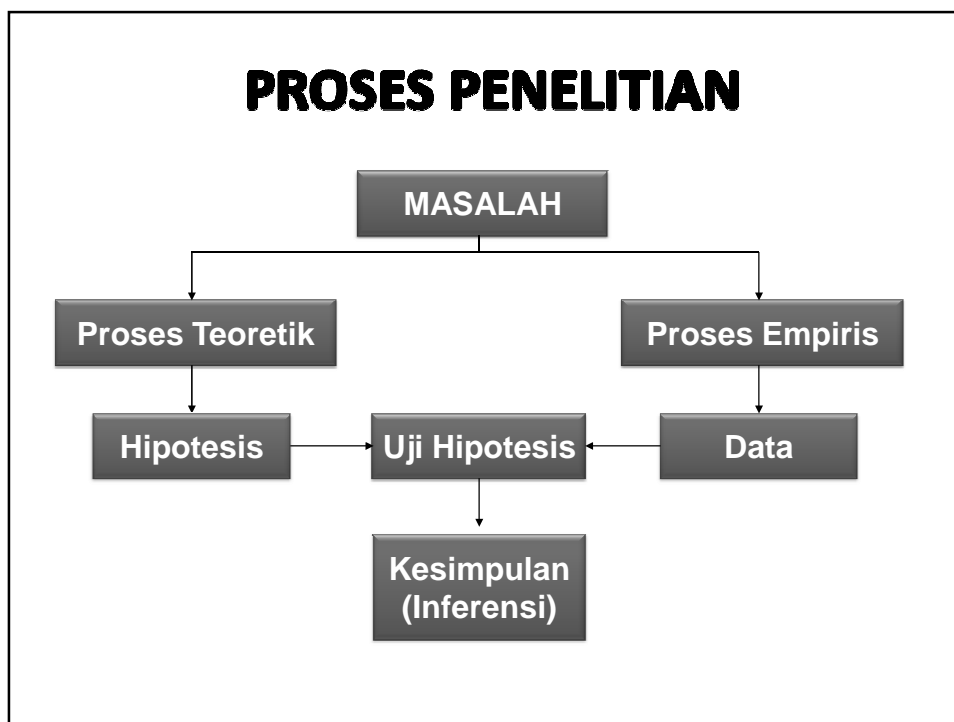 PROSES PENELITIAN
MASALAH
Proses Teoretik
Proses Empiris
Hipotesis
Uji Hipotesis
Data
Kesimpulan
(Inferensi)